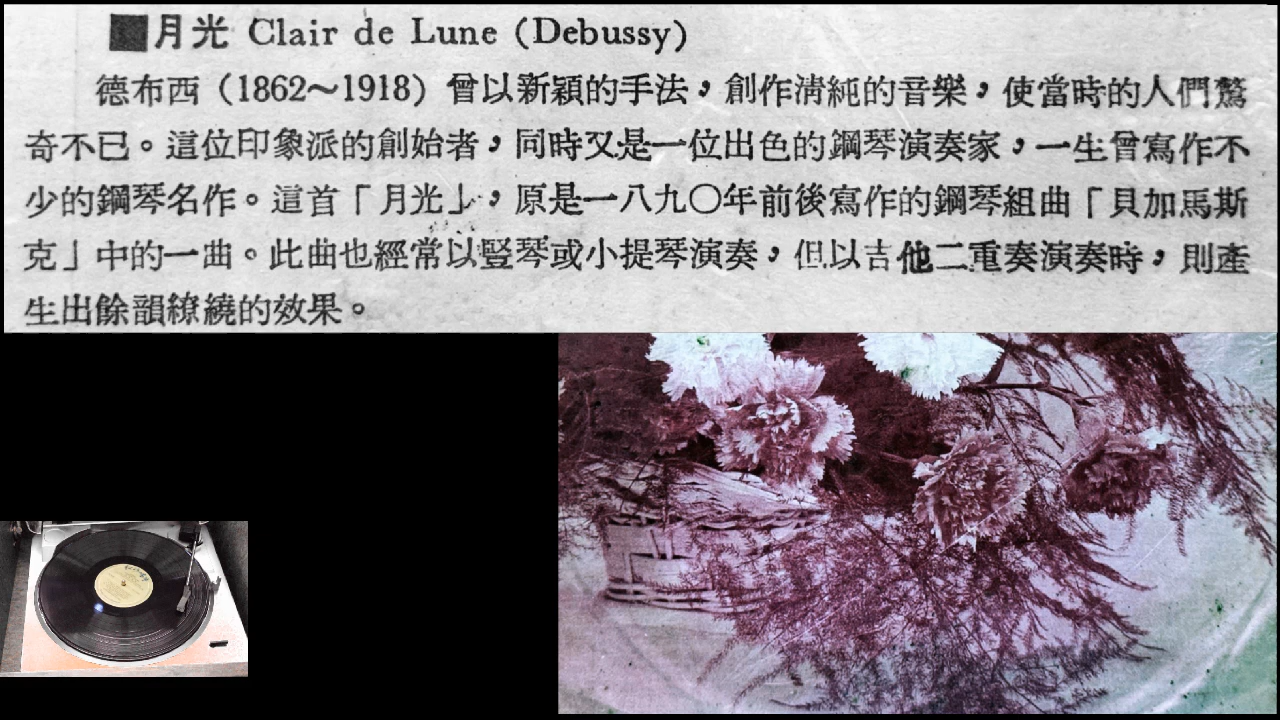 ■月光 Clair de Lune (Debussy)
德布西（1862～1918）曾以新穎的手法，創作清純的音樂，使當時的人們驚
奇不已。這位印象派的創始者，同時又是一位出色的鋼琴演奏家，一生曾寫作不
少的鋼琴名作。這首「月光」，原是一八九〇年前後寫作的鋼琴組曲「貝加馬斯
克」中的一曲。此曲也經常以豎琴或小提琴演奏，但以吉他二重奏演奏時，則產
生出餘韻繚繞的效果。